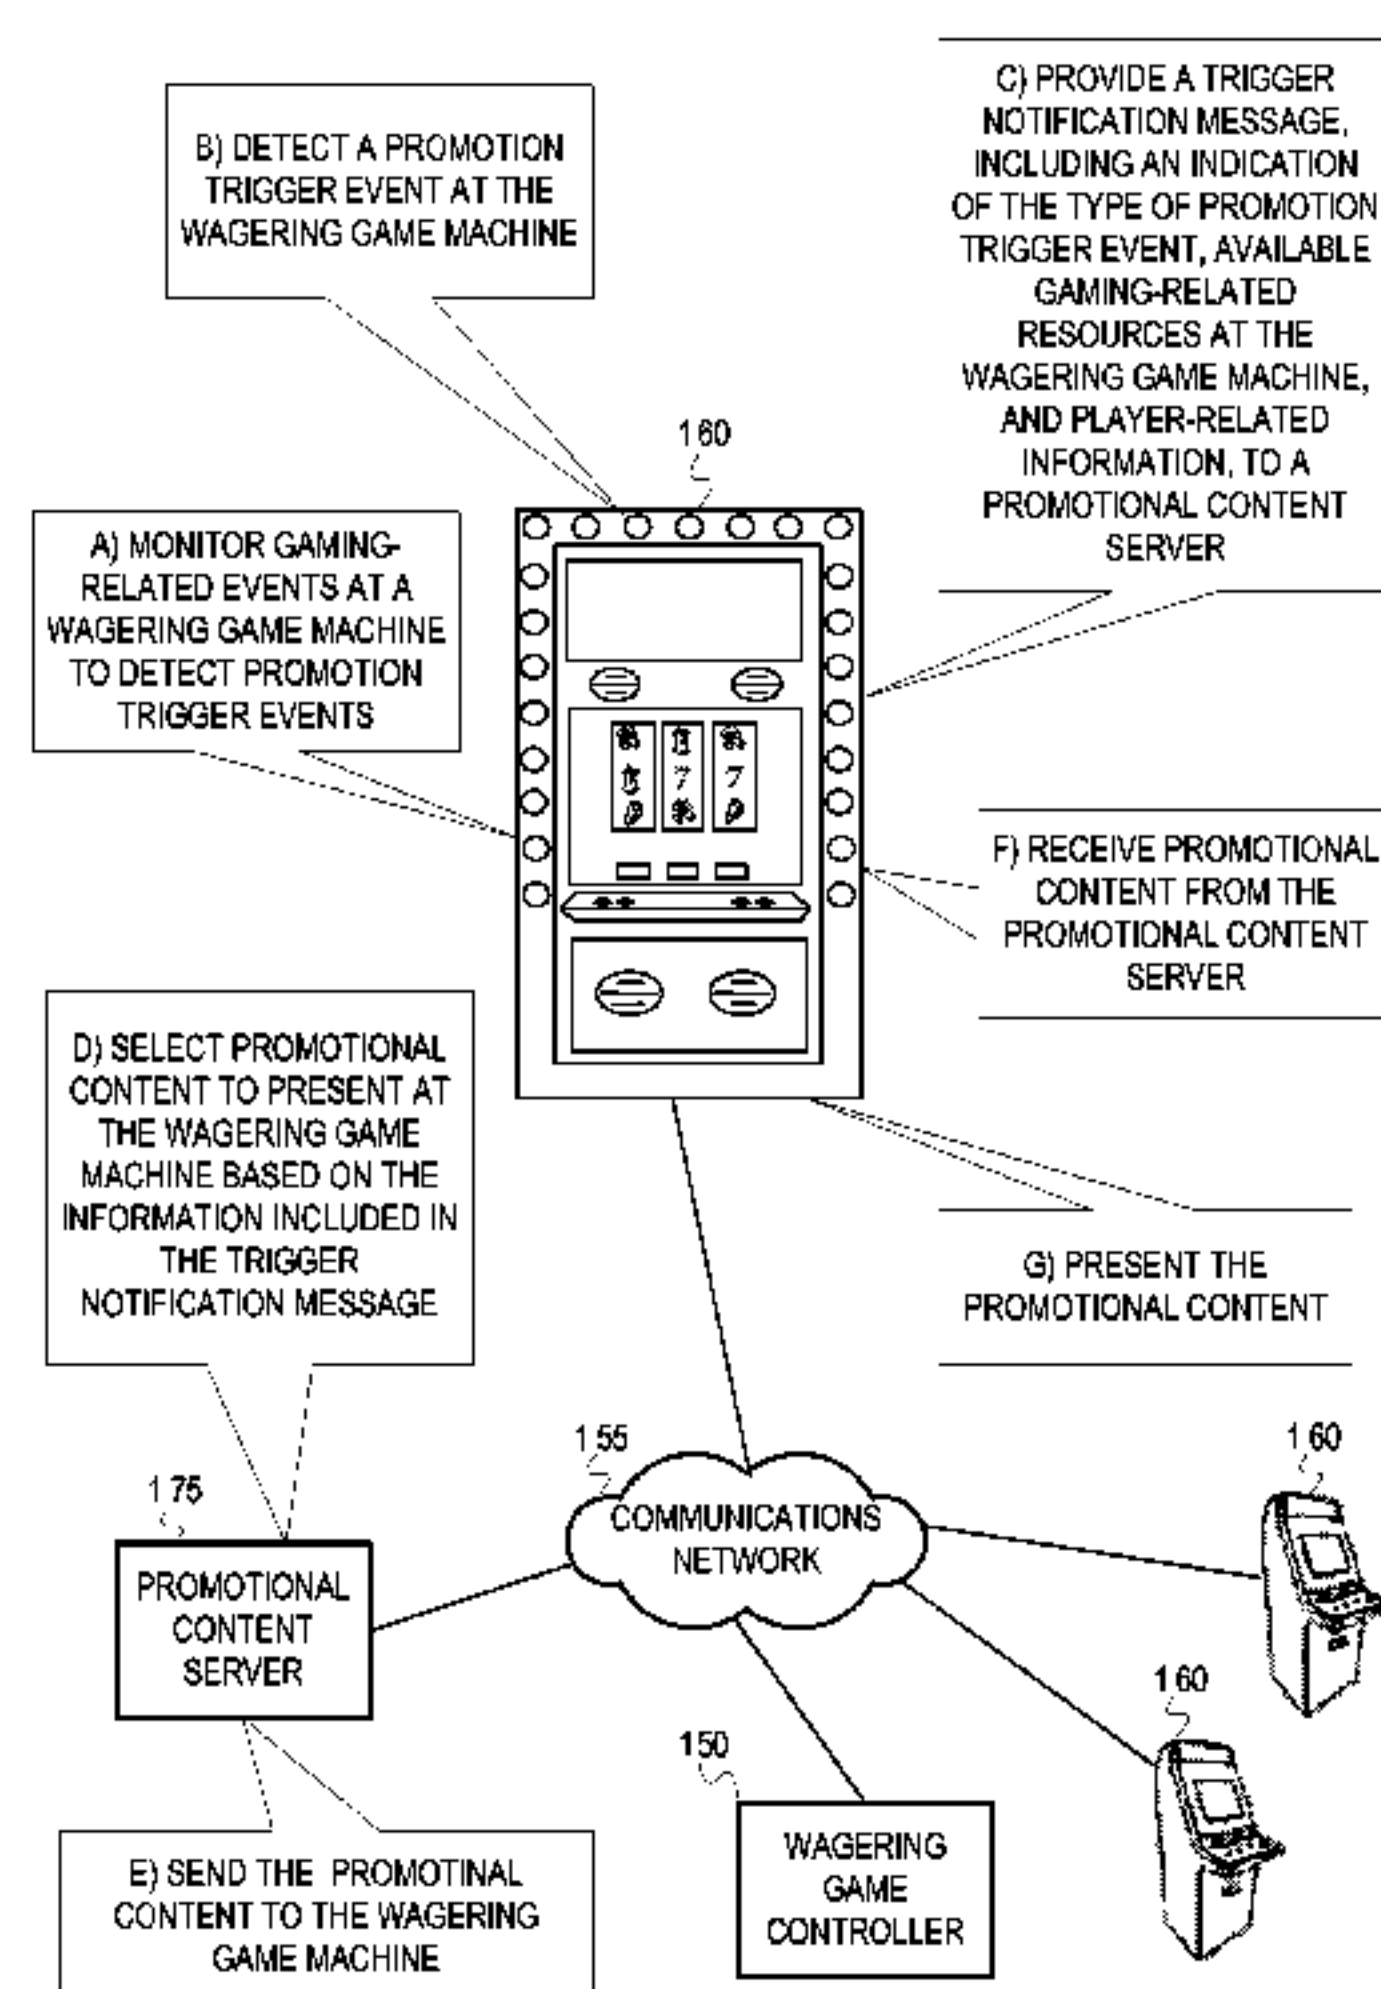 B) DETECT A PROMOTION
TRIGGER EVENT AT THE
WAGERING GAME MACHINE
C) PROVIDE A TRIGGER
NOTIFICATION MESSAGE,
INCLUDING AN INDICATION
OF THE TYPE OF PROMOTION
TRIGGER EVENT, AVAILABLE
GAMING-RELATED
RESOURCES AT THE
WAGERING GAME MACHINE,
AND PLAYER-RELATED
INFORMATION, TO A
PROMOTIONAL CONTENT
SERVER
160
A) MONITOR GAMING-
RELATED EVENTS AT A
WAGERING GAME MACHINE
TO DETECT PROMOTION
TRIGGER EVENTS
7
7
F) RECEIVE PROMOTIONAL
CONTENT FROM THE
PROMOTIONAL CONTENT
SERVER
D) SELECT PROMOTIONAL
CONTENT TO PRESENT AT
THE WAGERING GAME
MACHINE BASED ON THE
INFORMATION INCLUDED IN
THE TRIGGER
NOTIFICATION MESSAGE
G) PRESENT THE
PROMOTIONAL CONTENT
155
COMMUNICATIONS
NETWORK
160
175
PROMOTIONAL
CONTENT
SERVER
160
150
WAGERING
GAME
CONTROLLER
E) SEND THE PROMOTINAL
CONTENT TO THE WAGERING
GAME MACHINE